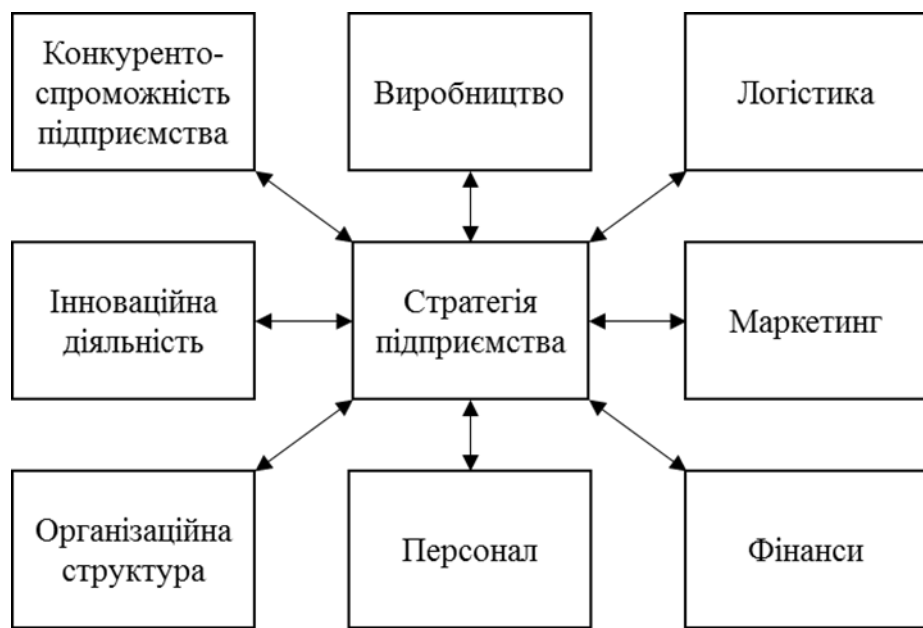 Конкуренто-
спроможність
підприємства
Виробництво
Логістика
Інноваційна
діяльність
Стратегія
підприємства
Маркетинг
Організаційна
структура
Персонал
Фінанси